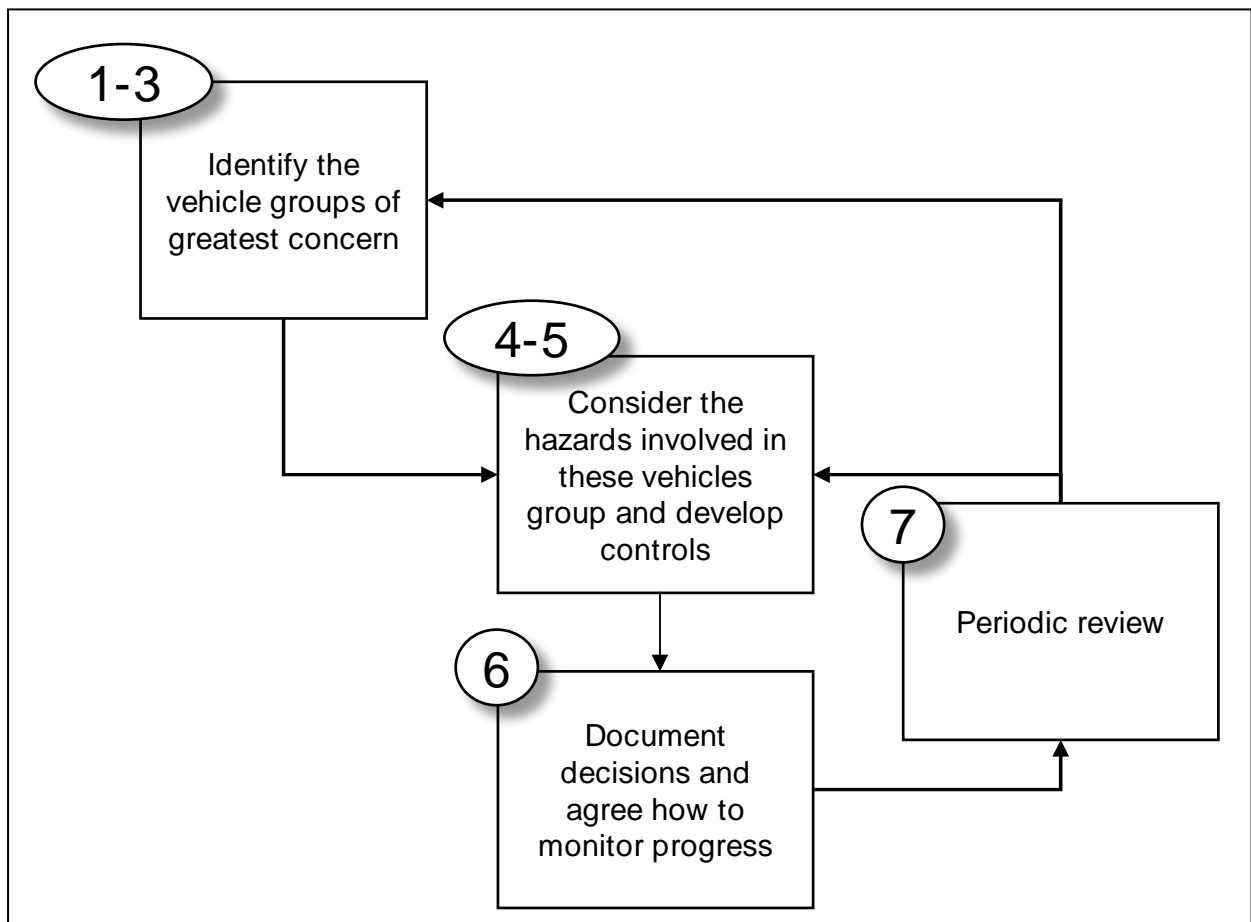 1-3
Identify the
vehicle groups of
greatest concern
4-5
Consider the
hazards involved in
these vehicles
group and develop
controls
7
Periodic review
6
Document
decisions and
agree how to
monitor progress